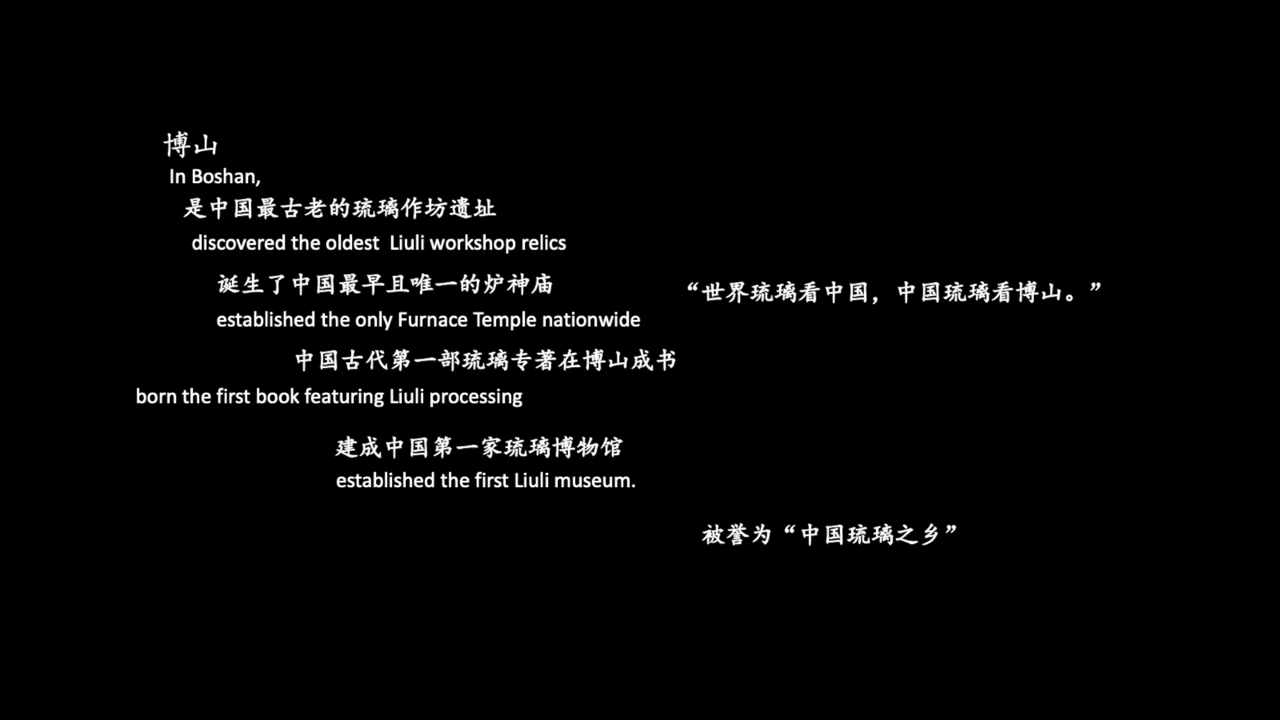 博山
In Boshan,
是中国最古老的琉璃作坊遗址
discovered the oldest  Liuli workshop relics
诞生了中国最早且唯一的炉神庙
“世界琉璃看中国，中国琉璃看博山。”
established the only Furnace Temple nationwide
中国古代第一部琉璃专著在博山成书
born the first book featuring Liuli processing
建成中国第一家琉璃博物馆
established the first Liuli museum.
被誉为“中国琉璃之乡”